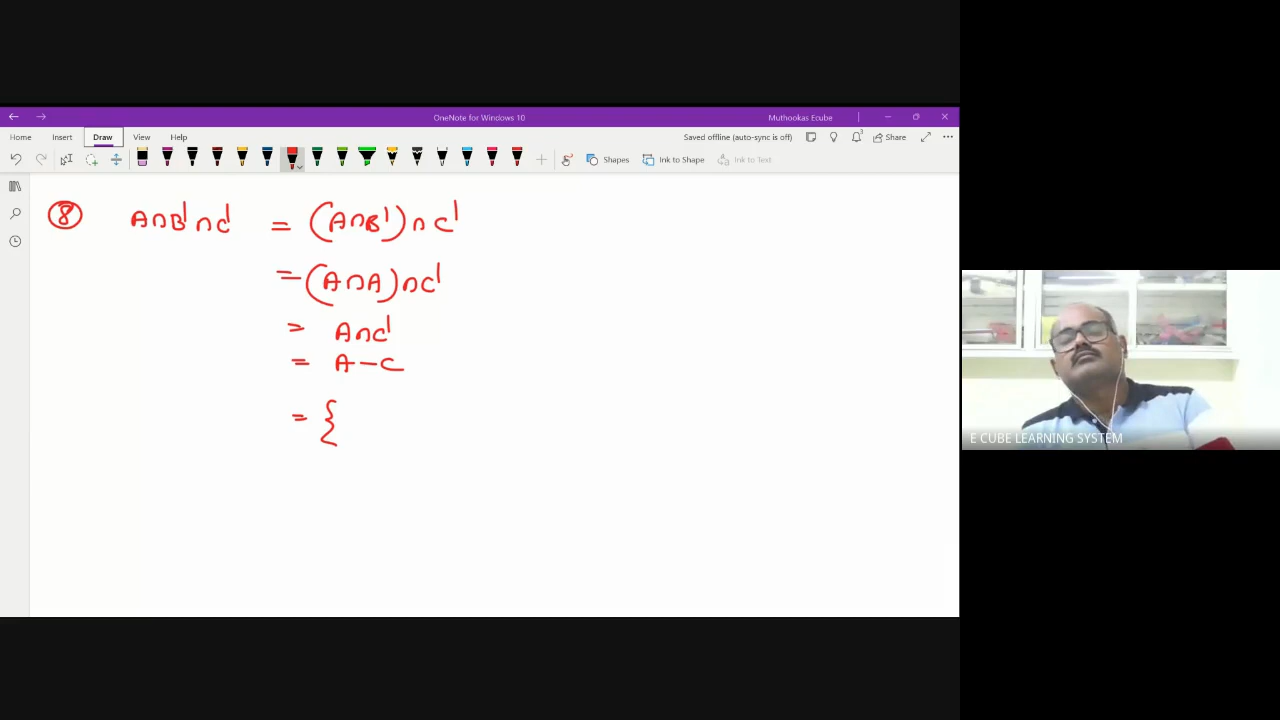 OneNote for Windows 10
Muthookas Ecube
Home Insert Draw View Help
Saved offline (auto-sync is off)
Share
Shapes
Ink to Shape
Ink to Text
⑧ A∩B'∩C' = (A∩B')∩C'
= (A∩A)∩C'
= A∩C'
= A-C
= {
E CUBE LEARNING SYSTEM